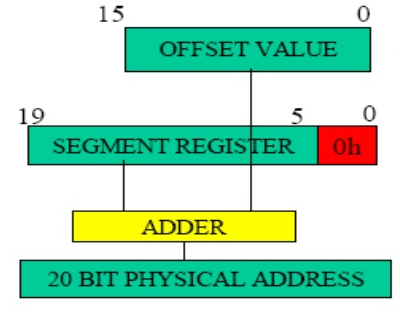 15 0
OFFSET VALUE
19 5 0
SEGMENT REGISTER 0h
ADDER
20 BIT PHYSICAL ADDRESS